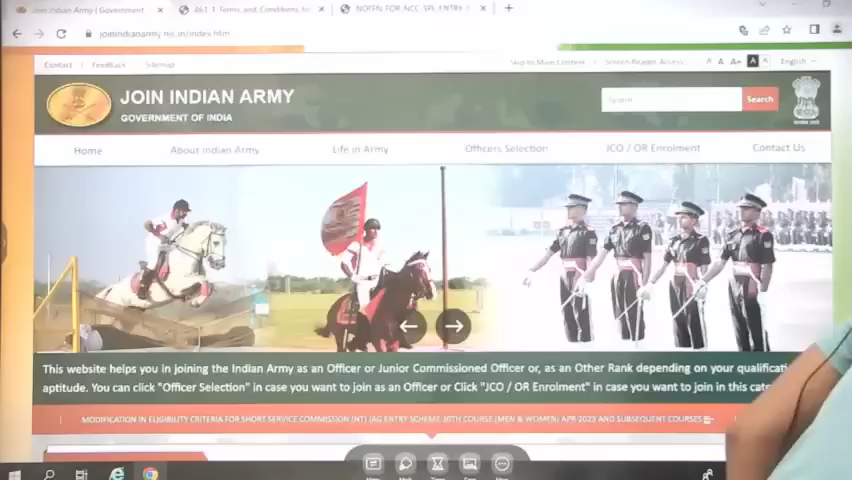 Join Indian Army | Government
NOTFN_FOR_NCC_SPL_ENTRY
joinindianarmy.nic.in/index.htm
Contact Feedback Sitemap
Skip to Main Content Screen Reader Access A A A+ A A English
JOIN INDIAN ARMY
GOVERNMENT OF INDIA
Search
Search
Home About Indian Army Life in Army Officers Selection JCO / OR Enrolment Contact Us
This website helps you in joining the Indian Army as an Officer or Junior Commissioned Officer or, as an Other Rank depending on your
aptitude. You can click "Officer Selection" in case you want to join as an Officer or Click "JCO / OR Enrolment" in case you want to join in this
MODIFICATION IN ELIGIBILITY CRITERIA FOR SHORT SERVICE COMMISSION (NT) JAG ENTRY SCHEME 30TH COURSE (MEN & WOMEN) APR 2023 AND SUBSEQUENT COURSES